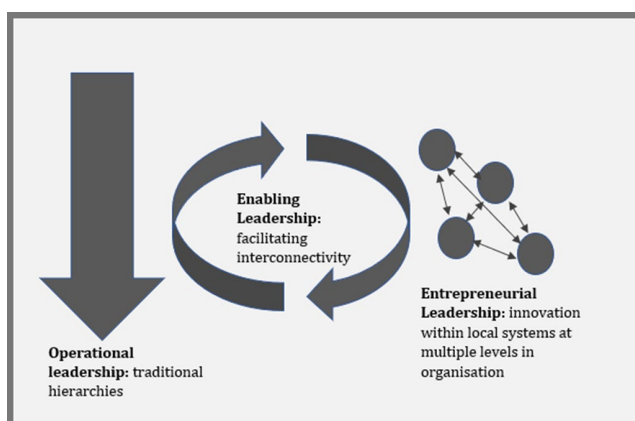 Enabling
Leadership:
facilitating
interconnectivity
Entrepreneurial
Leadership: innovation
within local systems at
multiple levels in
organisation
Operational
leadership: traditional
hierarchies